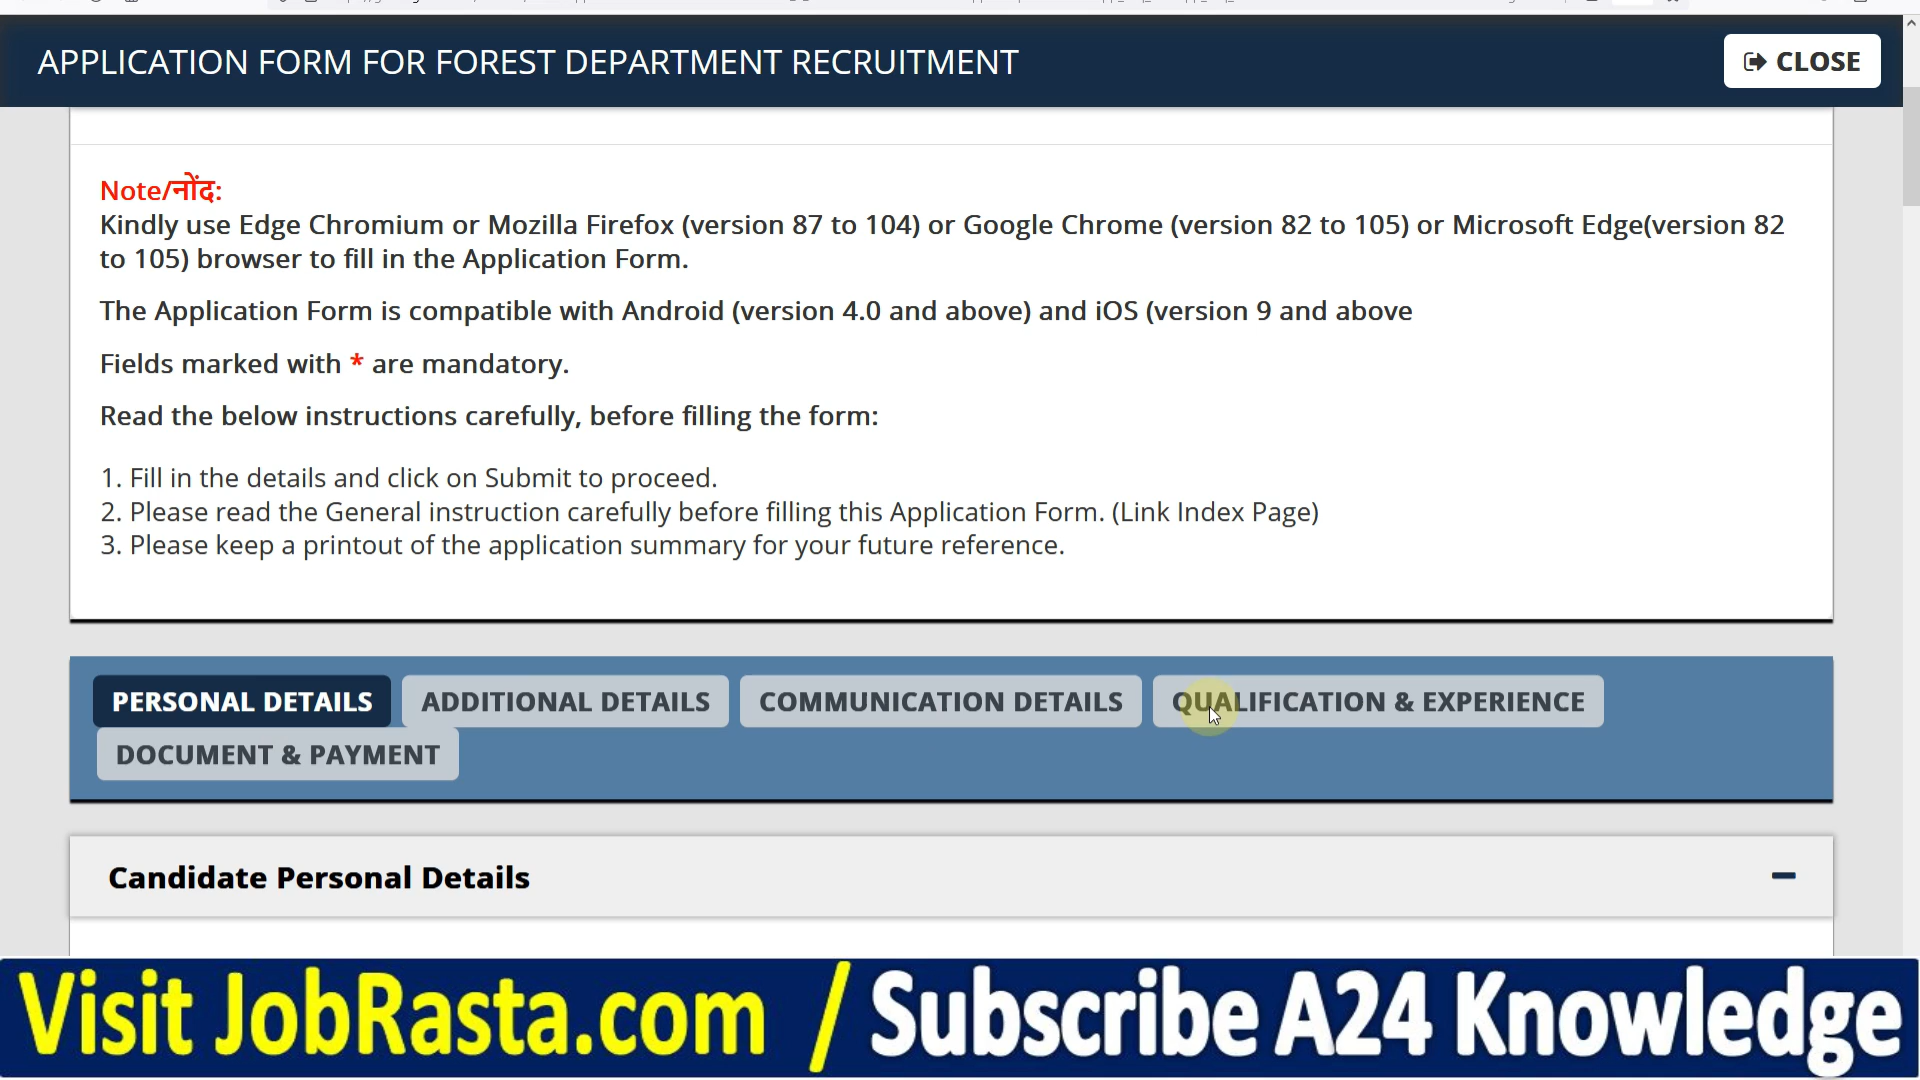 APPLICATION FORM FOR FOREST DEPARTMENT RECRUITMENT
CLOSE
Note/नोंद:
Kindly use Edge Chromium or Mozilla Firefox (version 87 to 104) or Google Chrome (version 82 to 105) or Microsoft Edge(version 82
to 105) browser to fill in the Application Form.
The Application Form is compatible with Android (version 4.0 and above) and iOS (version 9 and above
Fields marked with * are mandatory.
Read the below instructions carefully, before filling the form:
1. Fill in the details and click on Submit to proceed.
2. Please read the General instruction carefully before filling this Application Form. (Link Index Page)
3. Please keep a printout of the application summary for your future reference.
PERSONAL DETAILS ADDITIONAL DETAILS COMMUNICATION DETAILS QUALIFICATION & EXPERIENCE
DOCUMENT & PAYMENT
Candidate Personal Details
Visit JobRasta.com / Subscribe A24 Knowledge